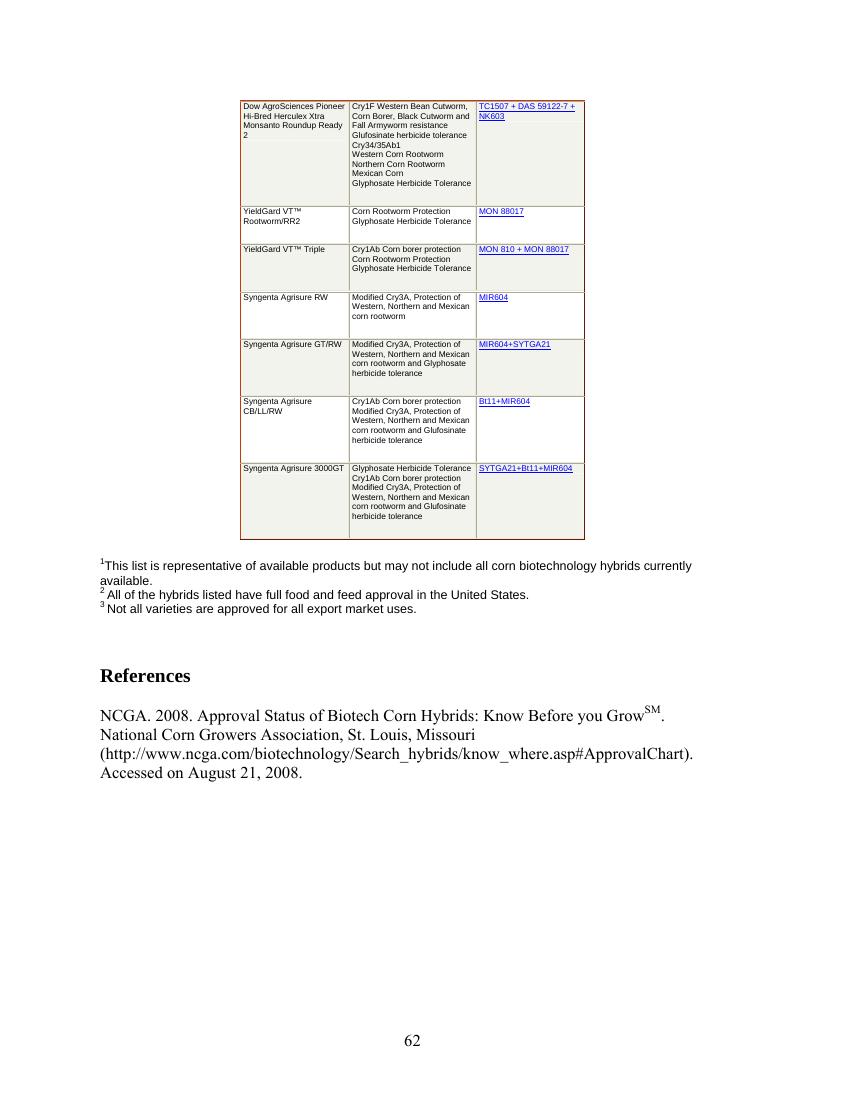 Dow AgroSciences Pioneer
Hi-Bred Herculex Xtra
Monsanto Roundup Ready
2
Cry1F Western Bean Cutworm,
Corn Borer, Black Cutworm and
Fall Armyworm resistance
Glufosinate herbicide tolerance
Cry34/35Ab1
Western Corn Rootworm
Northern Corn Rootworm
Mexican Corn
Glyphosate Herbicide Tolerance
TC1507 + DAS 59122-7 +
NK603
YieldGard VT™
Rootworm/RR2
Corn Rootworm Protection
Glyphosate Herbicide Tolerance
MON 88017
YieldGard VT™ Triple
Cry1Ab Corn borer protection
Corn Rootworm Protection
Glyphosate Herbicide Tolerance
MON 810 + MON 88017
Syngenta Agrisure RW
Modified Cry3A, Protection of
Western, Northern and Mexican
corn rootworm
MIR604
Syngenta Agrisure GT/RW
Modified Cry3A, Protection of
Western, Northern and Mexican
corn rootworm and Glyphosate
herbicide tolerance
MIR604+SYTGA21
Syngenta Agrisure
CB/LL/RW
Cry1Ab Corn borer protection
Modified Cry3A, Protection of
Western, Northern and Mexican
corn rootworm and Glufosinate
herbicide tolerance
Bt11+MIR604
Syngenta Agrisure 3000GT
Glyphosate Herbicide Tolerance
Cry1Ab Corn borer protection
Modified Cry3A, Protection of
Western, Northern and Mexican
corn rootworm and Glufosinate
herbicide tolerance
SYTGA21+Bt11+MIR604
1This list is representative of available products but may not include all corn biotechnology hybrids currently
available.
2 All of the hybrids listed have full food and feed approval in the United States.
3 Not all varieties are approved for all export market uses.
References
NCGA. 2008. Approval Status of Biotech Corn Hybrids: Know Before you GrowSM.
National Corn Growers Association, St. Louis, Missouri
(http://www.ncga.com/biotechnology/Search_hybrids/know_where.asp#ApprovalChart).
Accessed on August 21, 2008.
62